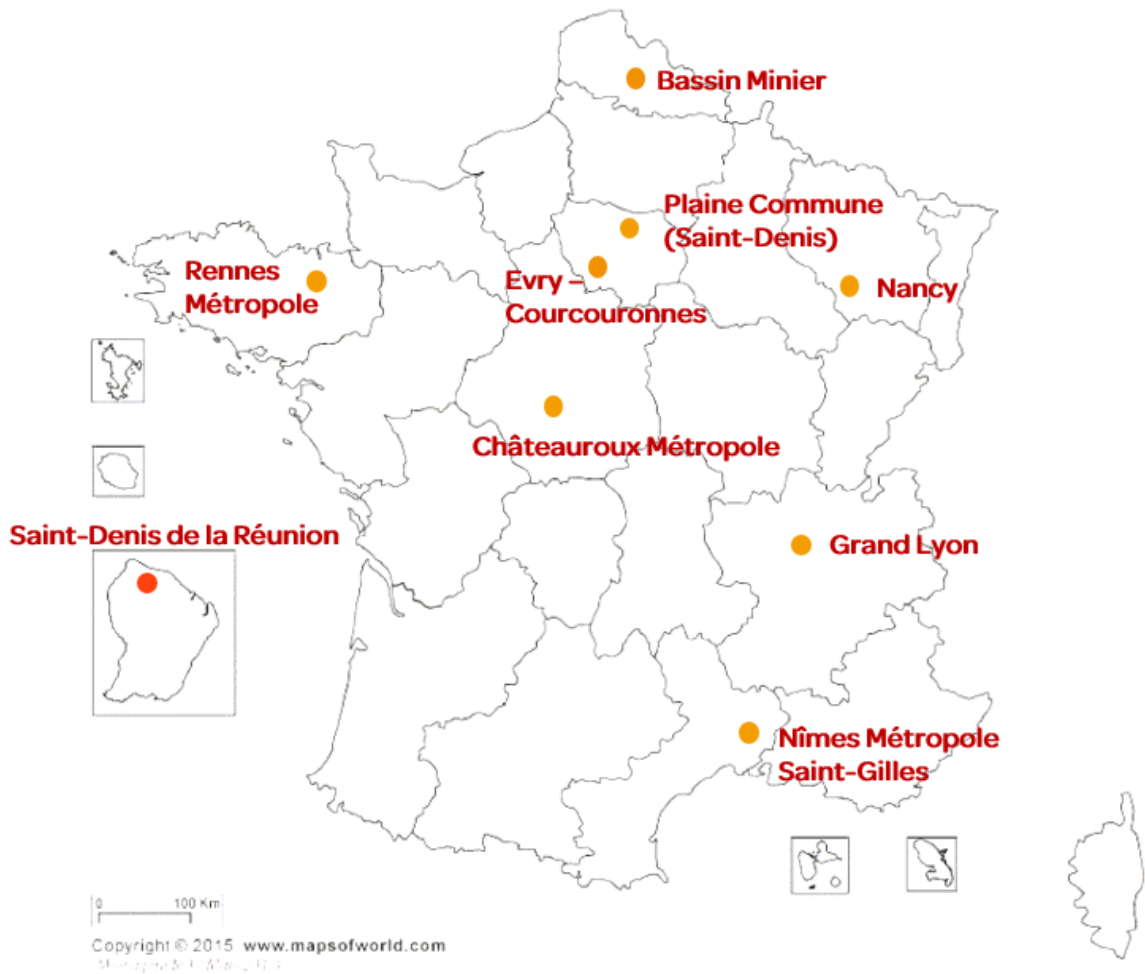 Bassin Minier
Plaine Commune
(Saint-Denis)
Rennes
Métropole
Evry –
Courcouronnes
Nancy
Châteauroux Métropole
Saint-Denis de la Réunion
Grand Lyon
Nîmes Métropole
Saint-Gilles
0 100 Km
Copyright © 2015 www.mapsofworld.com